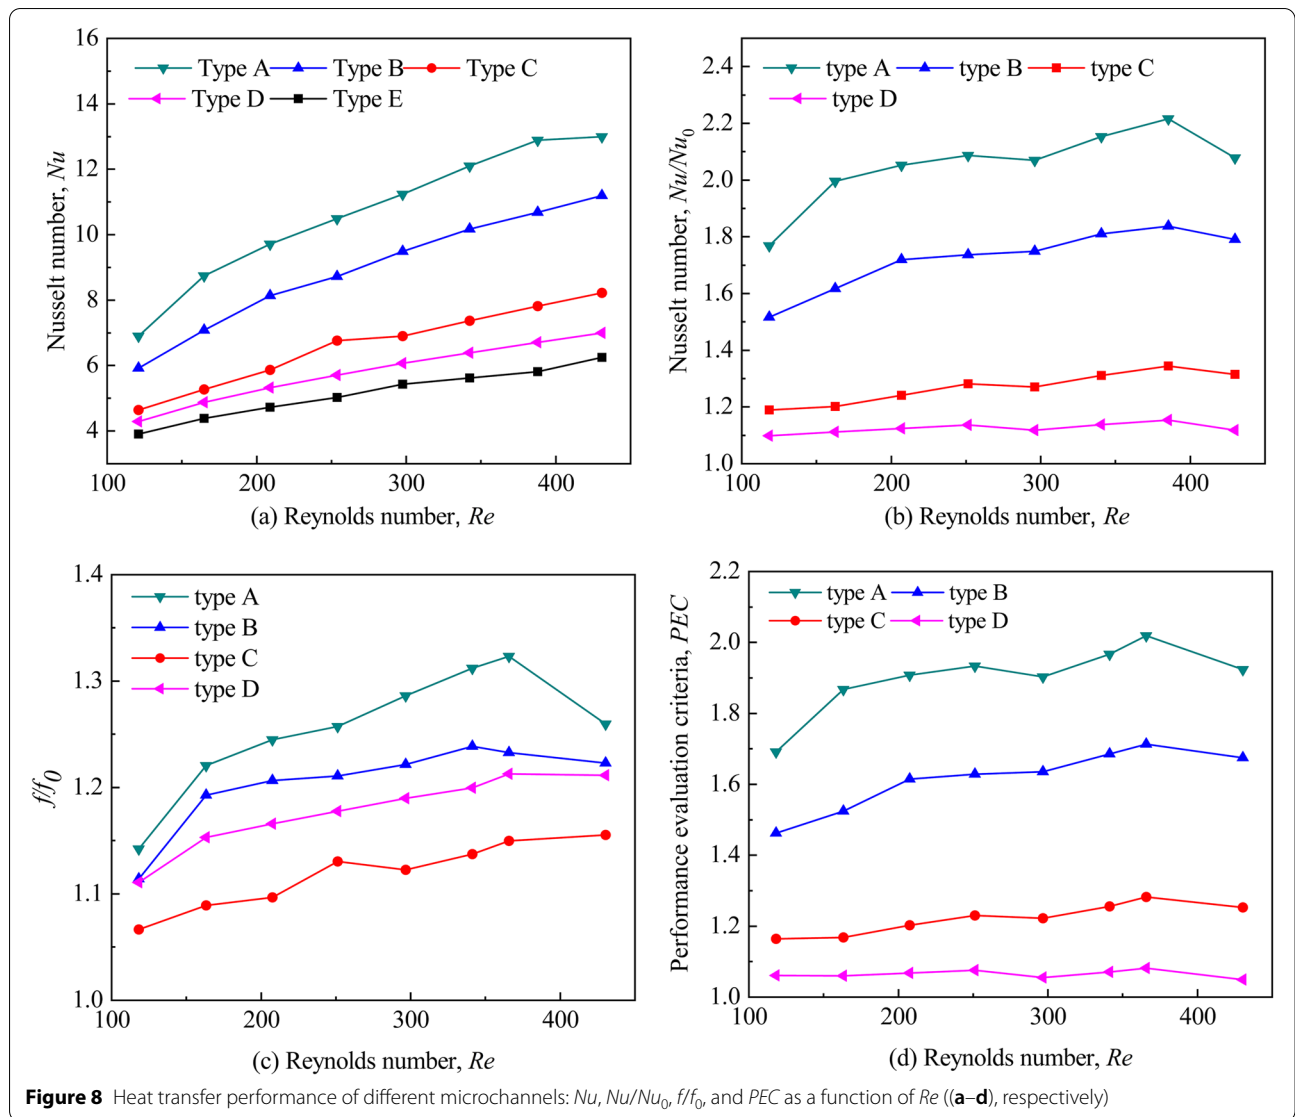 16
14
12
10
8
6
4
Nusselt number, Nu
Type A Type B Type C
Type D Type E
100 200 300 400
(a) Reynolds number, Re
2.4
2.2
2.0
1.8
1.6
1.4
1.2
1.0
Nusselt number, Nu/Nu0
type A type B type C
type D
100 200 300 400
(b) Reynolds number, Re
1.4
1.3
1.2
1.1
1.0
f/f0
type A
type B
type C
type D
100 200 300 400
(c) Reynolds number, Re
2.2
2.0
1.8
1.6
1.4
1.2
1.0
Performance evaluation criteria, PEC
type A type B
type C type D
100 200 300 400
(d) Reynolds number, Re
Figure 8 Heat transfer performance of different microchannels: Nu, Nu/Nu0, f/f0, and PEC as a function of Re ((a–d), respectively)